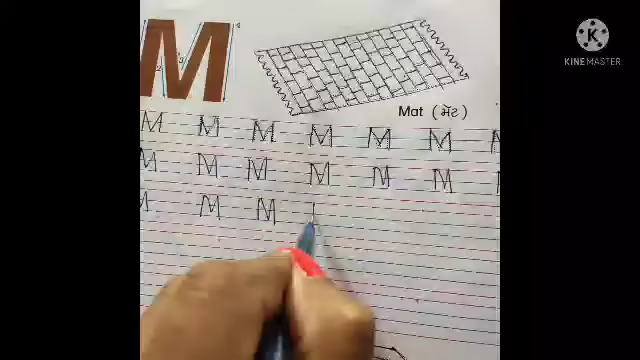 M
K
KINEMASTER
Mat ( મૅટ )
M M M M M M M
M M M M M M
M M M